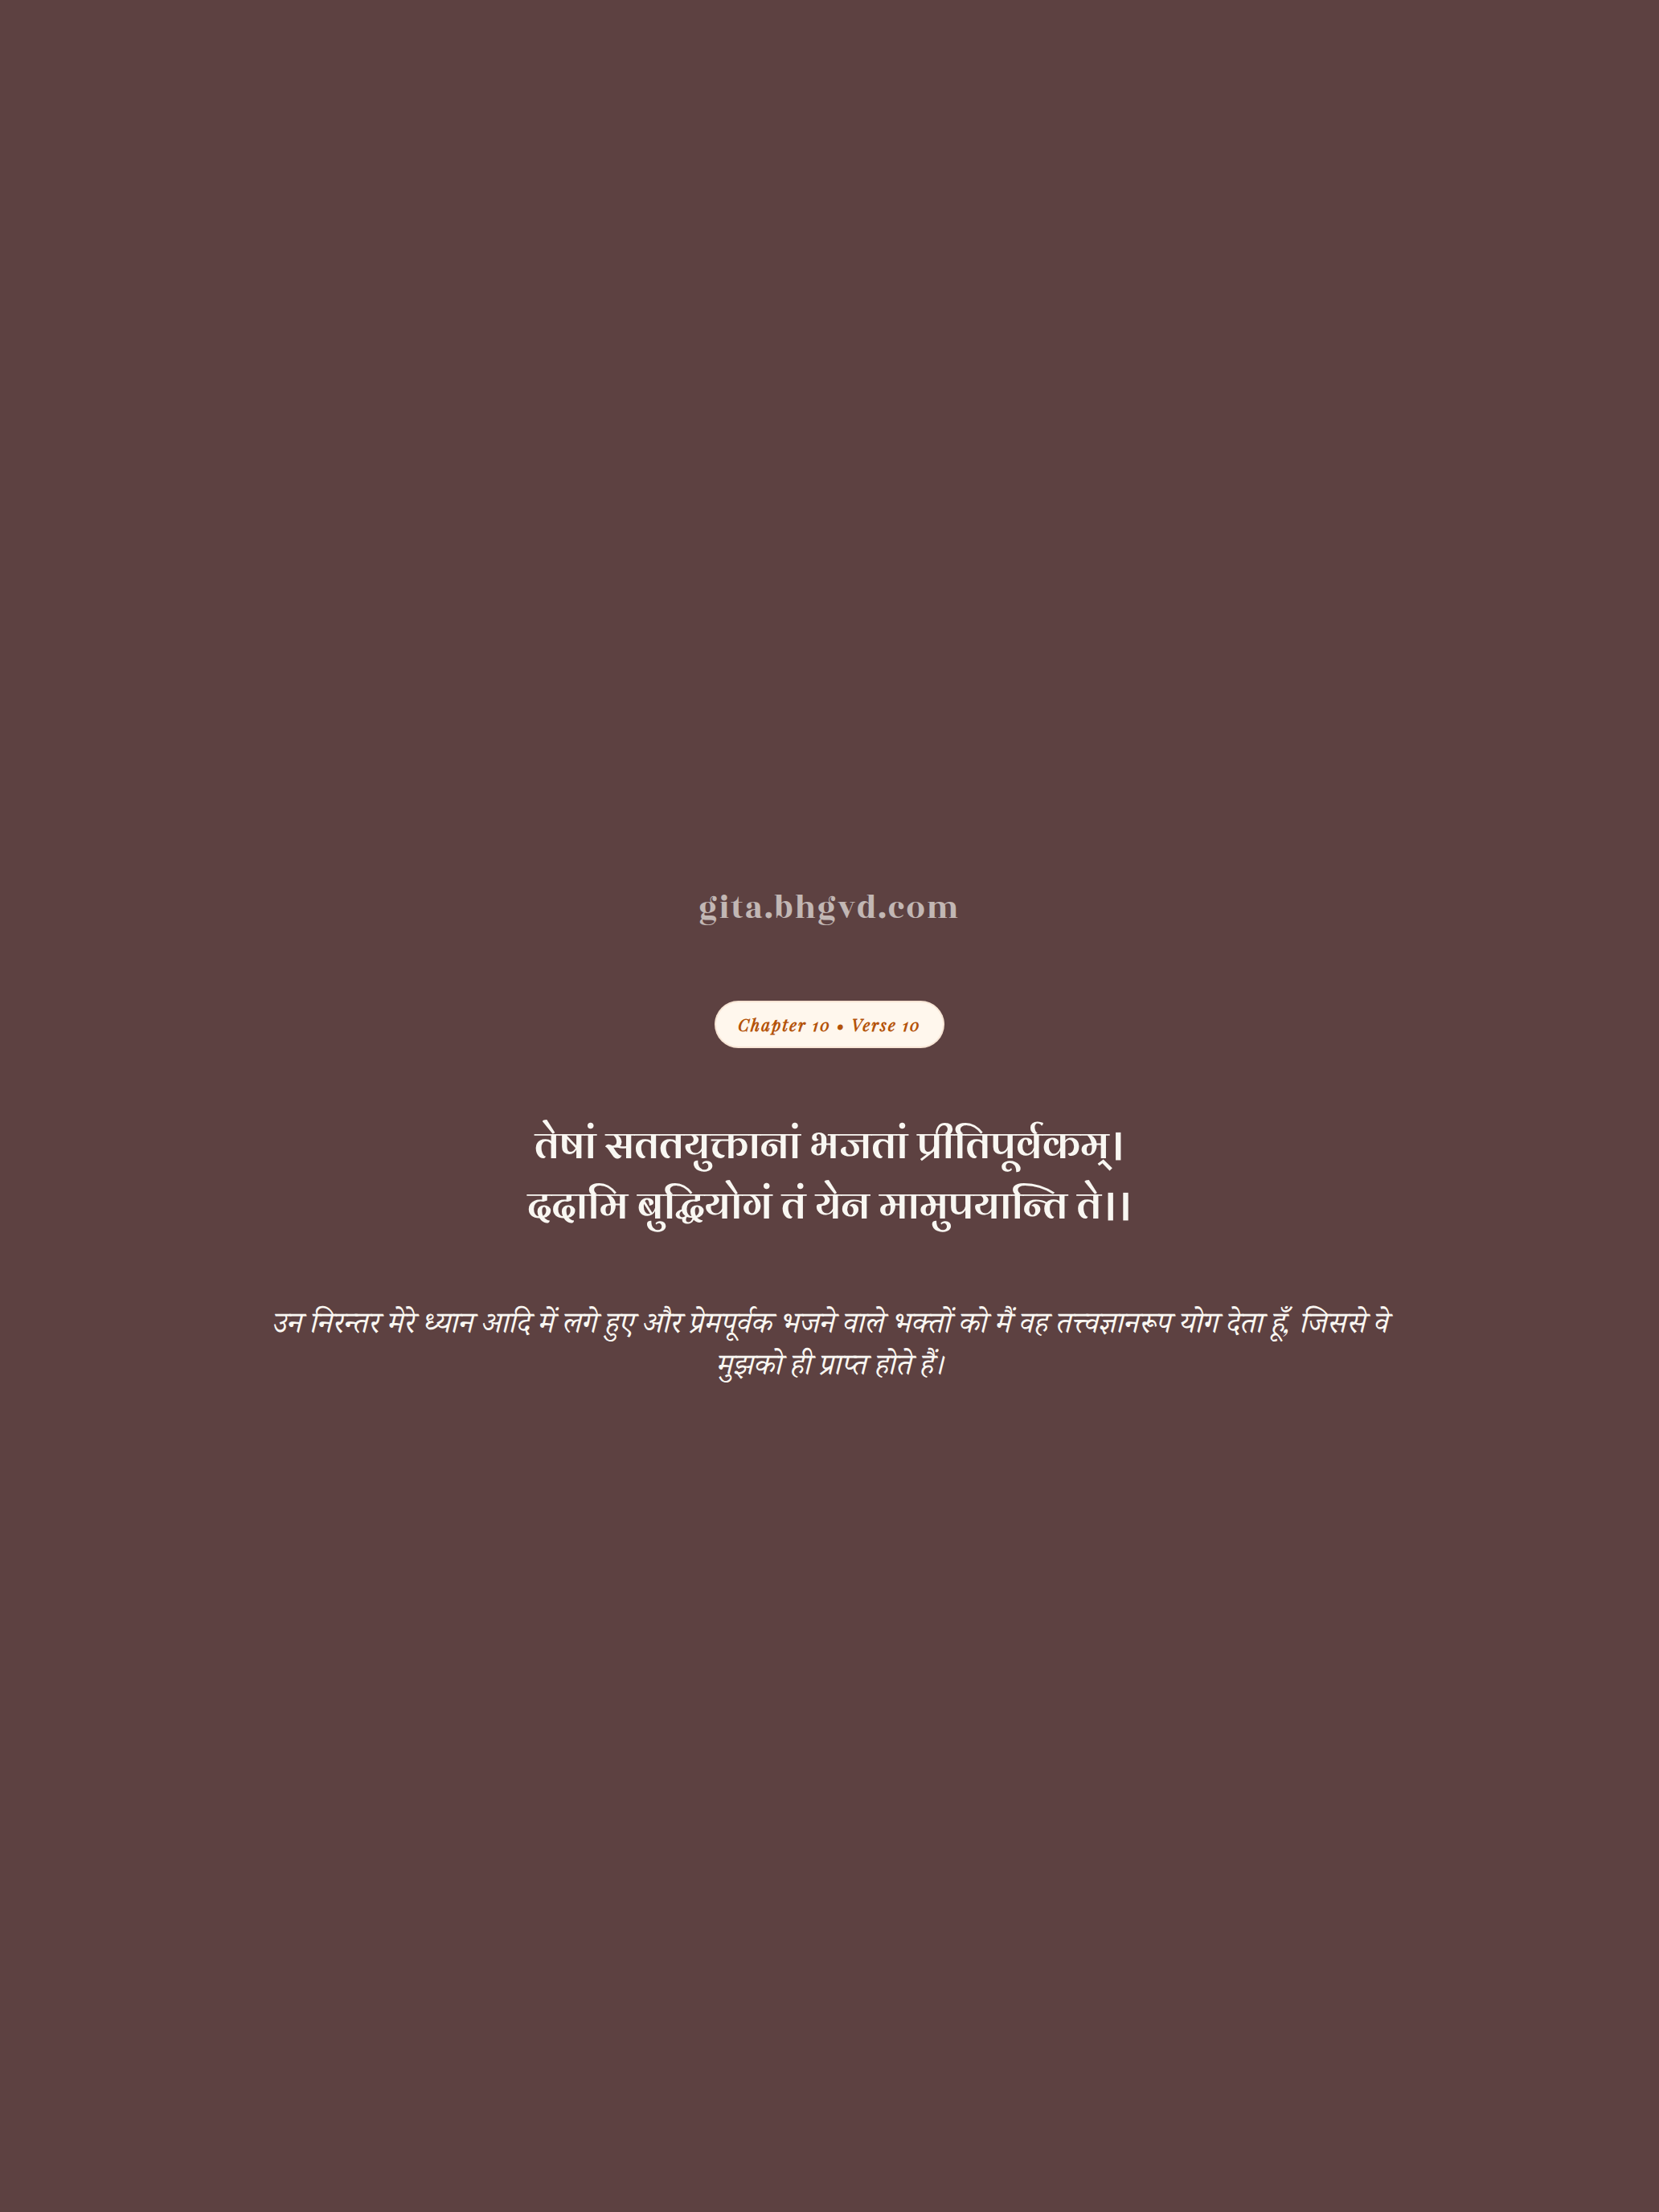 gita.bhgvd.com
Chapter 10 • Verse 10
तेषां सततयुक्तानां भजतां प्रीतिपूर्वकम्|
ददामि बुद्धियोगं तं येन मामुपयान्ति ते||
उन निरन्तर मेरे ध्यान आदि में लगे हुए और प्रेमपूर्वक भजने वाले भक्तों को मैं वह तत्त्वज्ञानरूप योग देता हूँ, जिससे वे
मुझको ही प्राप्त होते हैं।